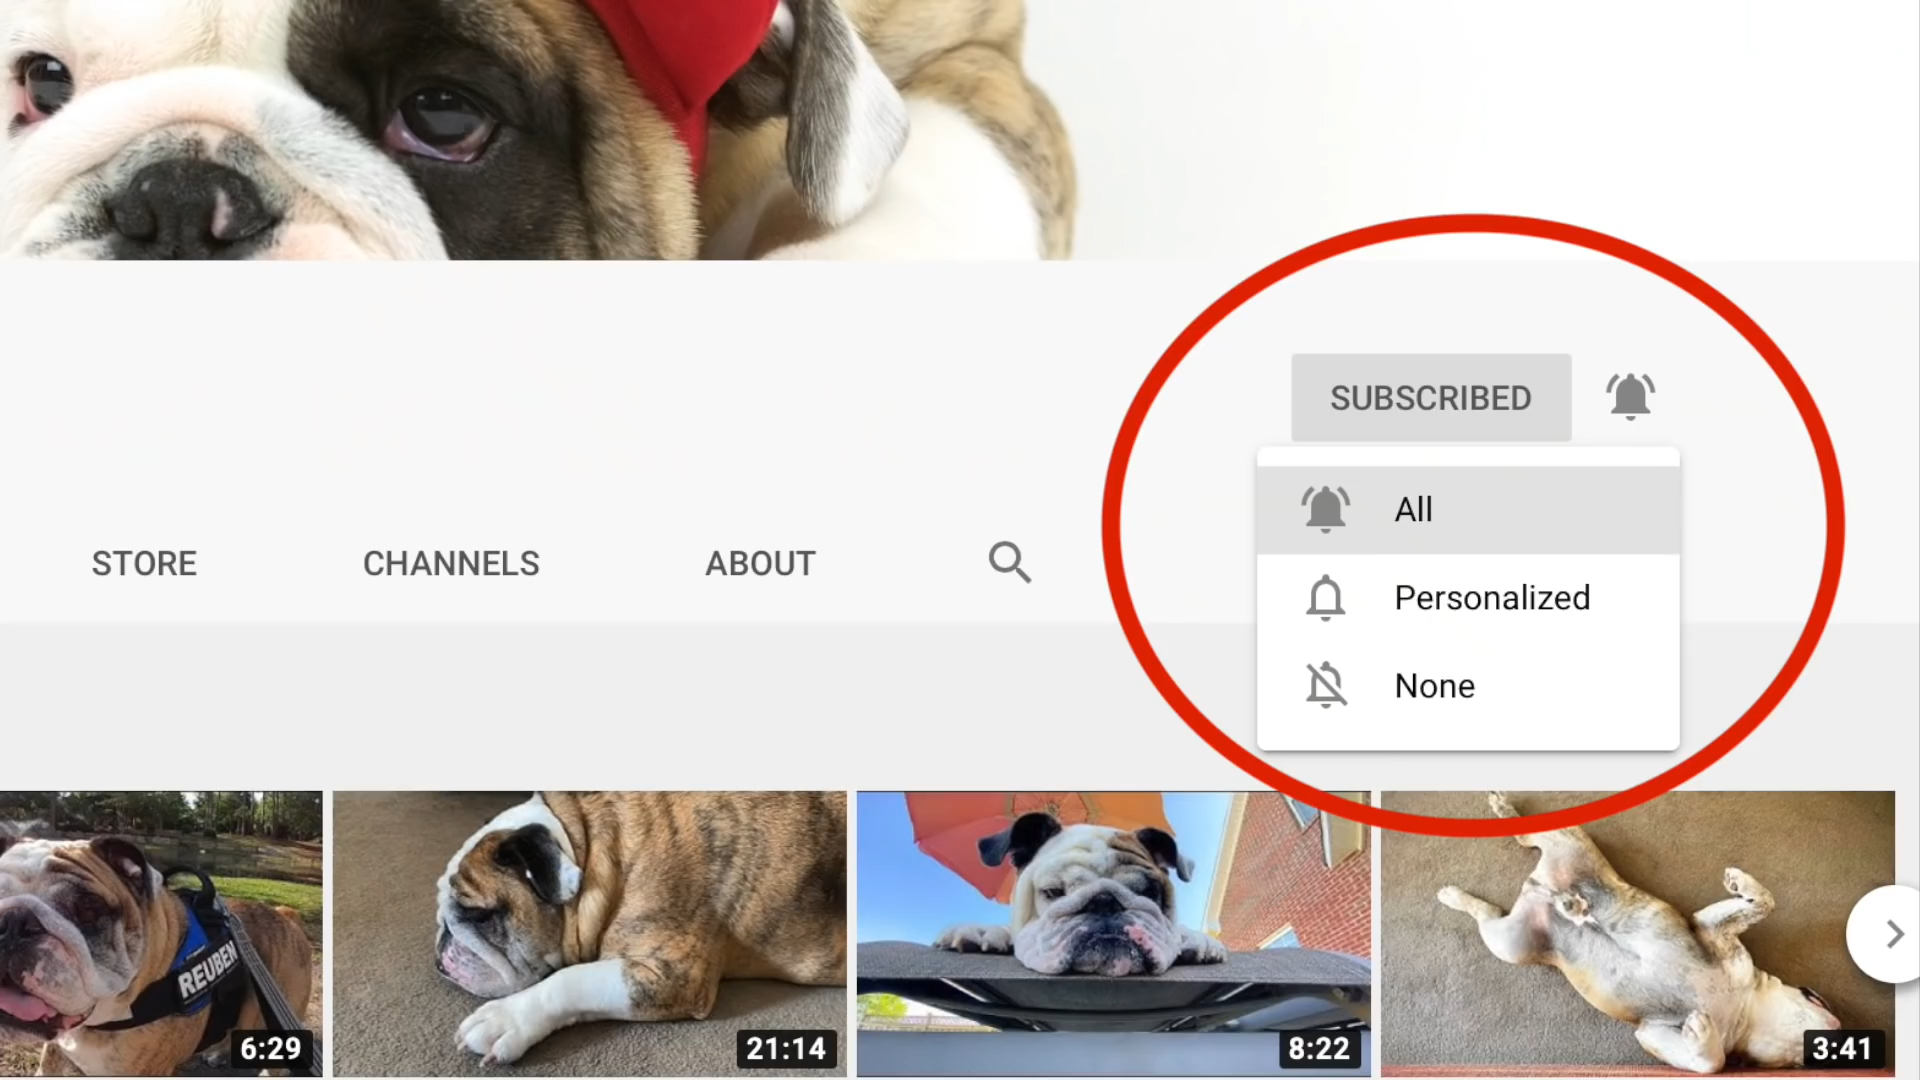 SUBSCRIBED
All
Personalized
None
STORE
CHANNELS
ABOUT
REUBEN
6:29
21:14
8:22
3:41